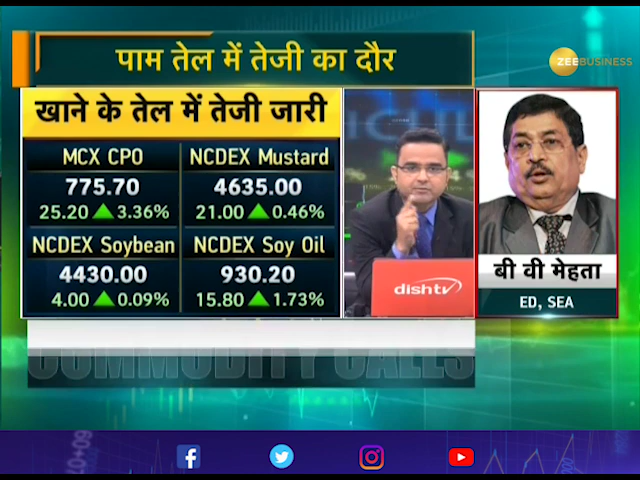 पाम तेल में तेजी का दौर
ZEEBUSINESS
खाने के तेल में तेजी जारी
MCX CPO
775.70
25.20 3.36%
NCDEX Mustard
4635.00
21.00 0.46%
NCDEX Soybean
4430.00
4.00 0.09%
NCDEX Soy Oil
930.20
15.80 1.73%
dishtv
बी वी मेहता
ED, SEA
COMMODITY CALLS